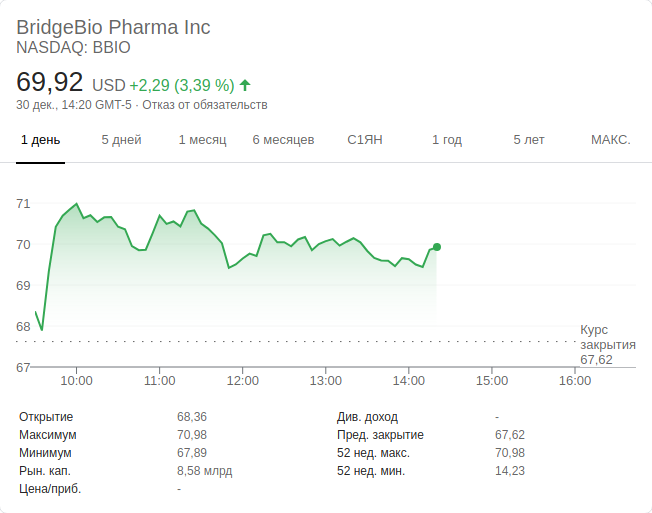 BridgeBio Pharma Inc
NASDAQ: BBIO
69,92 USD +2,29 (3,39 %)
30 дек., 14:20 GMT-5 · Отказ от обязательств
1 день 5 дней 1 месяц 6 месяцев С1ЯН 1 год 5 лет МАКС.
71
70
69
68
67
Курс
закрытия
67,62
10:00 11:00 12:00 13:00 14:00 15:00 16:00
Открытие 68,36 Див. доход -
Максимум 70,98 Пред. закрытие 67,62
Минимум 67,89 52 нед. макс. 70,98
Рын. кап. 8,58 млрд 52 нед. мин. 14,23
Цена/приб. -